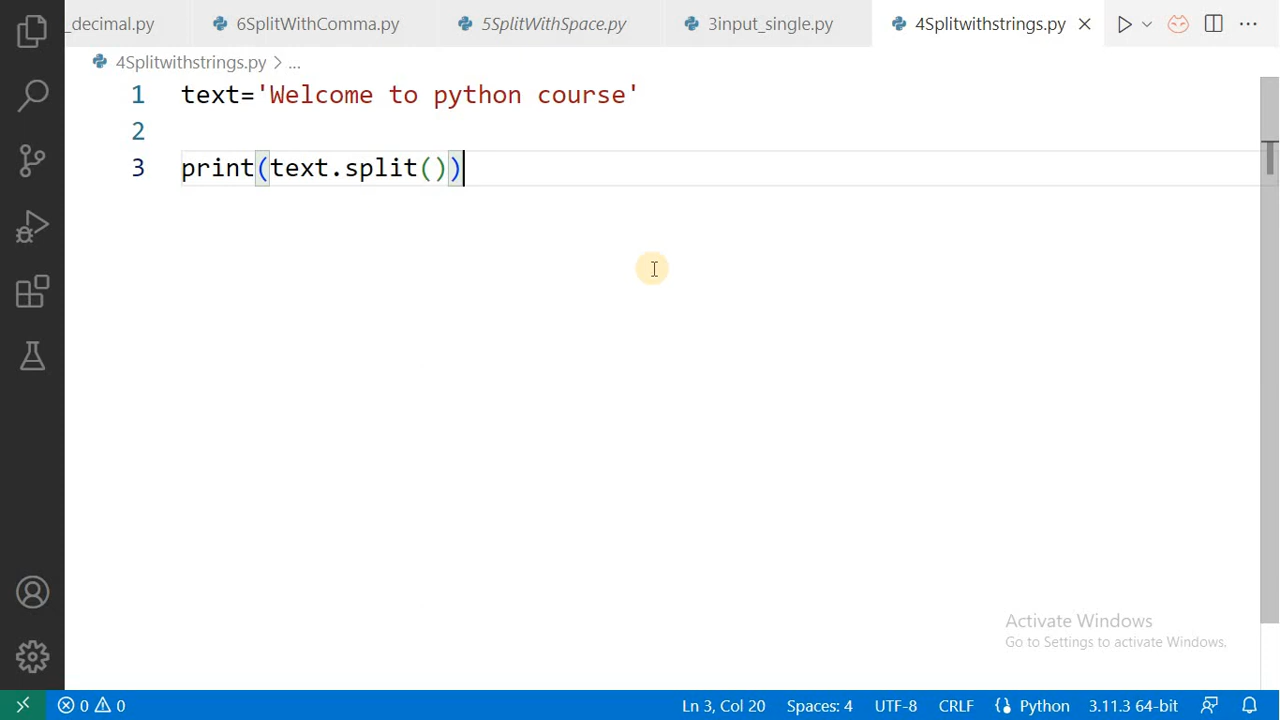 _decimal.py
6SplitWithComma.py
5SplitWithSpace.py
3input_single.py
4Splitwithstrings.py
4Splitwithstrings.py > ...
1 text='Welcome to python course'
2
3 print(text.split())
Activate Windows
Go to Settings to activate Windows.
0 0 Ln 3, Col 20 Spaces: 4 UTF-8 CRLF Python 3.11.3 64-bit